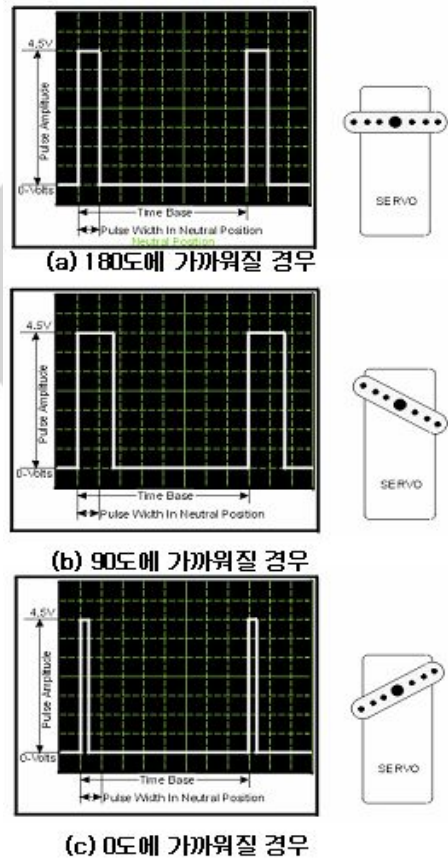 4.5V
Pulse Amplitude
0-Volts
Time Base
Pulse Width In Neutral Position
Neutral Position
SERVO
(a) 180도에 가까워질 경우
4.5V
Pulse Amplitude
0-Volts
Time Base
Pulse Width In Neutral Position
SERVO
(b) 90도에 가까워질 경우
4.5V
Pulse Amplitude
0-Volts
Time Base
Pulse Width In Neutral Position
SERVO
(c) 0도에 가까워질 경우